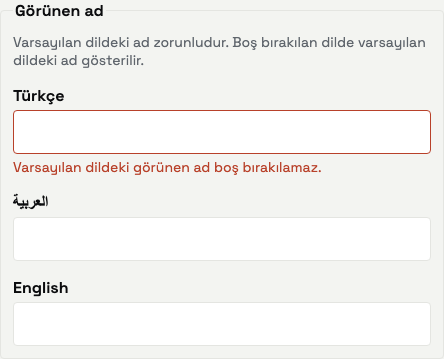 Görünen ad
Varsayılan dildeki ad zorunludur. Boş bırakılan dilde varsayılan
dildeki ad gösterilir.
Türkçe
Varsayılan dildeki görünen ad boş bırakılamaz.
العربية
English